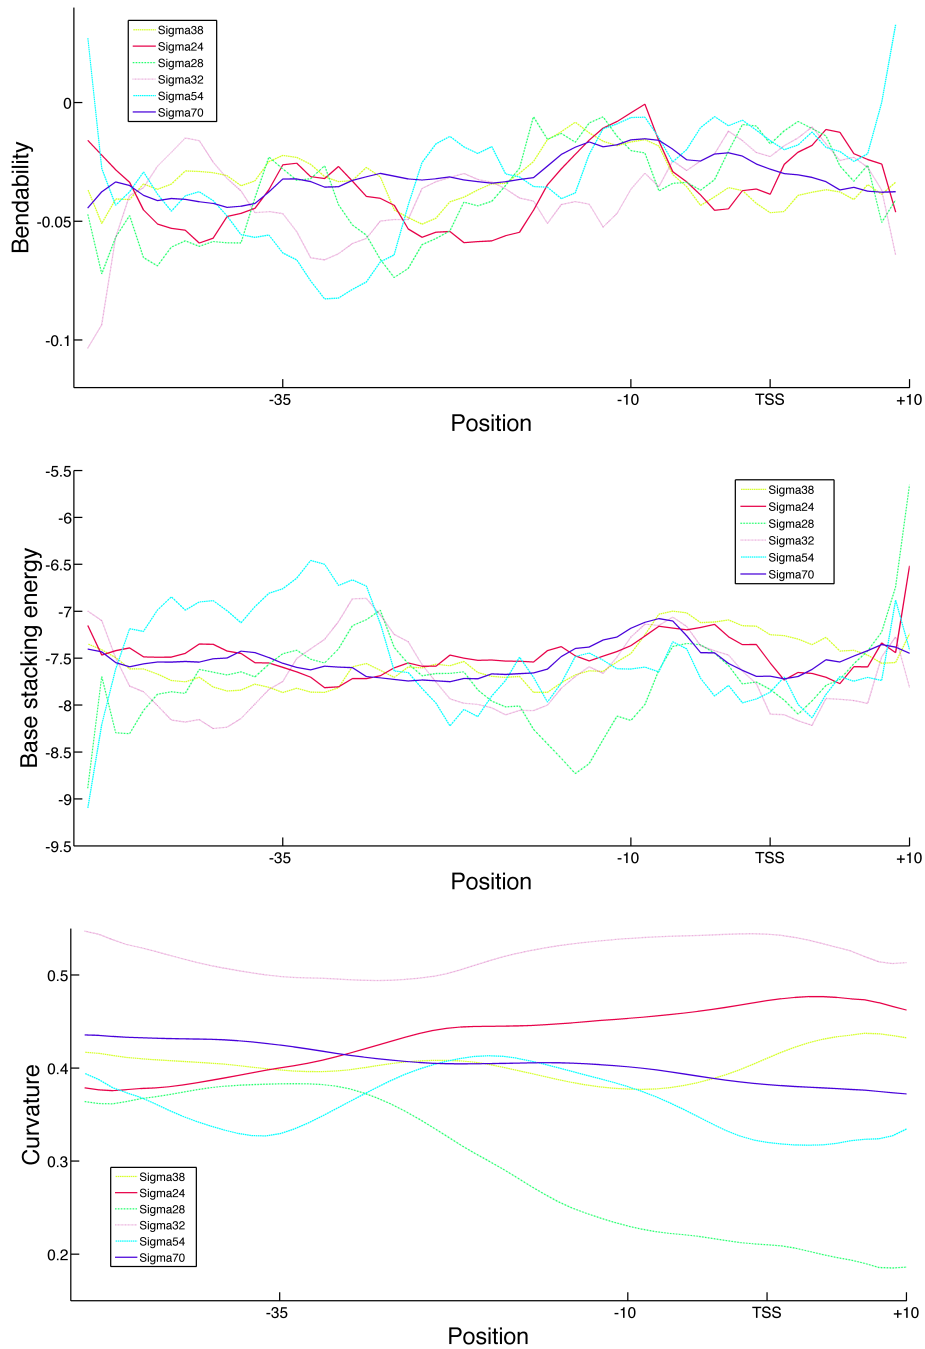 Sigma38
Sigma24
Sigma28
Sigma32
Sigma54
Sigma70
0
-0.05
-0.1
Bendability
-35
-10
TSS
+10
Position
-5.5
-6
-6.5
-7
-7.5
-8
-8.5
-9
-9.5
Base stacking energy
Sigma38
Sigma24
Sigma28
Sigma32
Sigma54
Sigma70
-35
-10
TSS
+10
Position
0.5
0.4
0.3
0.2
Curvature
Sigma38
Sigma24
Sigma28
Sigma32
Sigma54
Sigma70
-35
-10
TSS
+10
Position